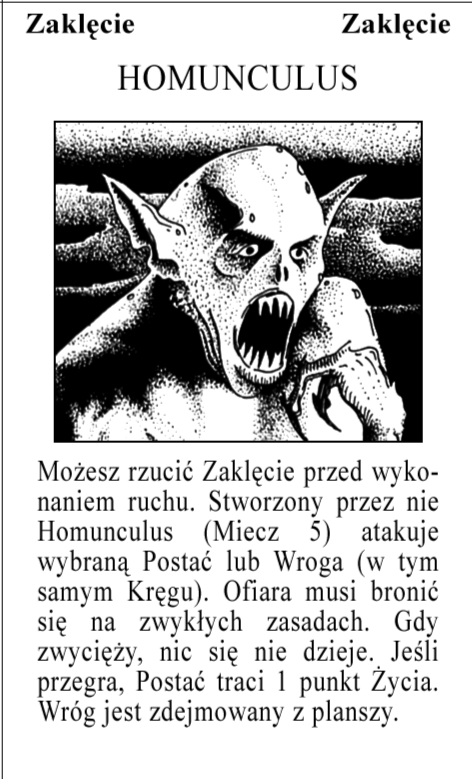 Zaklęcie Zaklęcie
HOMUNCULUS
Możesz rzucić Zaklęcie przed wyko-
naniem ruchu. Stworzony przez nie
Homunculus (Miecz 5) atakuje
wybraną Postać lub Wroga (w tym
samym Kręgu). Ofiara musi bronić
się na zwykłych zasadach. Gdy
zwycięży, nic się nie dzieje. Jeśli
przegra, Postać traci 1 punkt Życia.
Wróg jest zdejmowany z planszy.